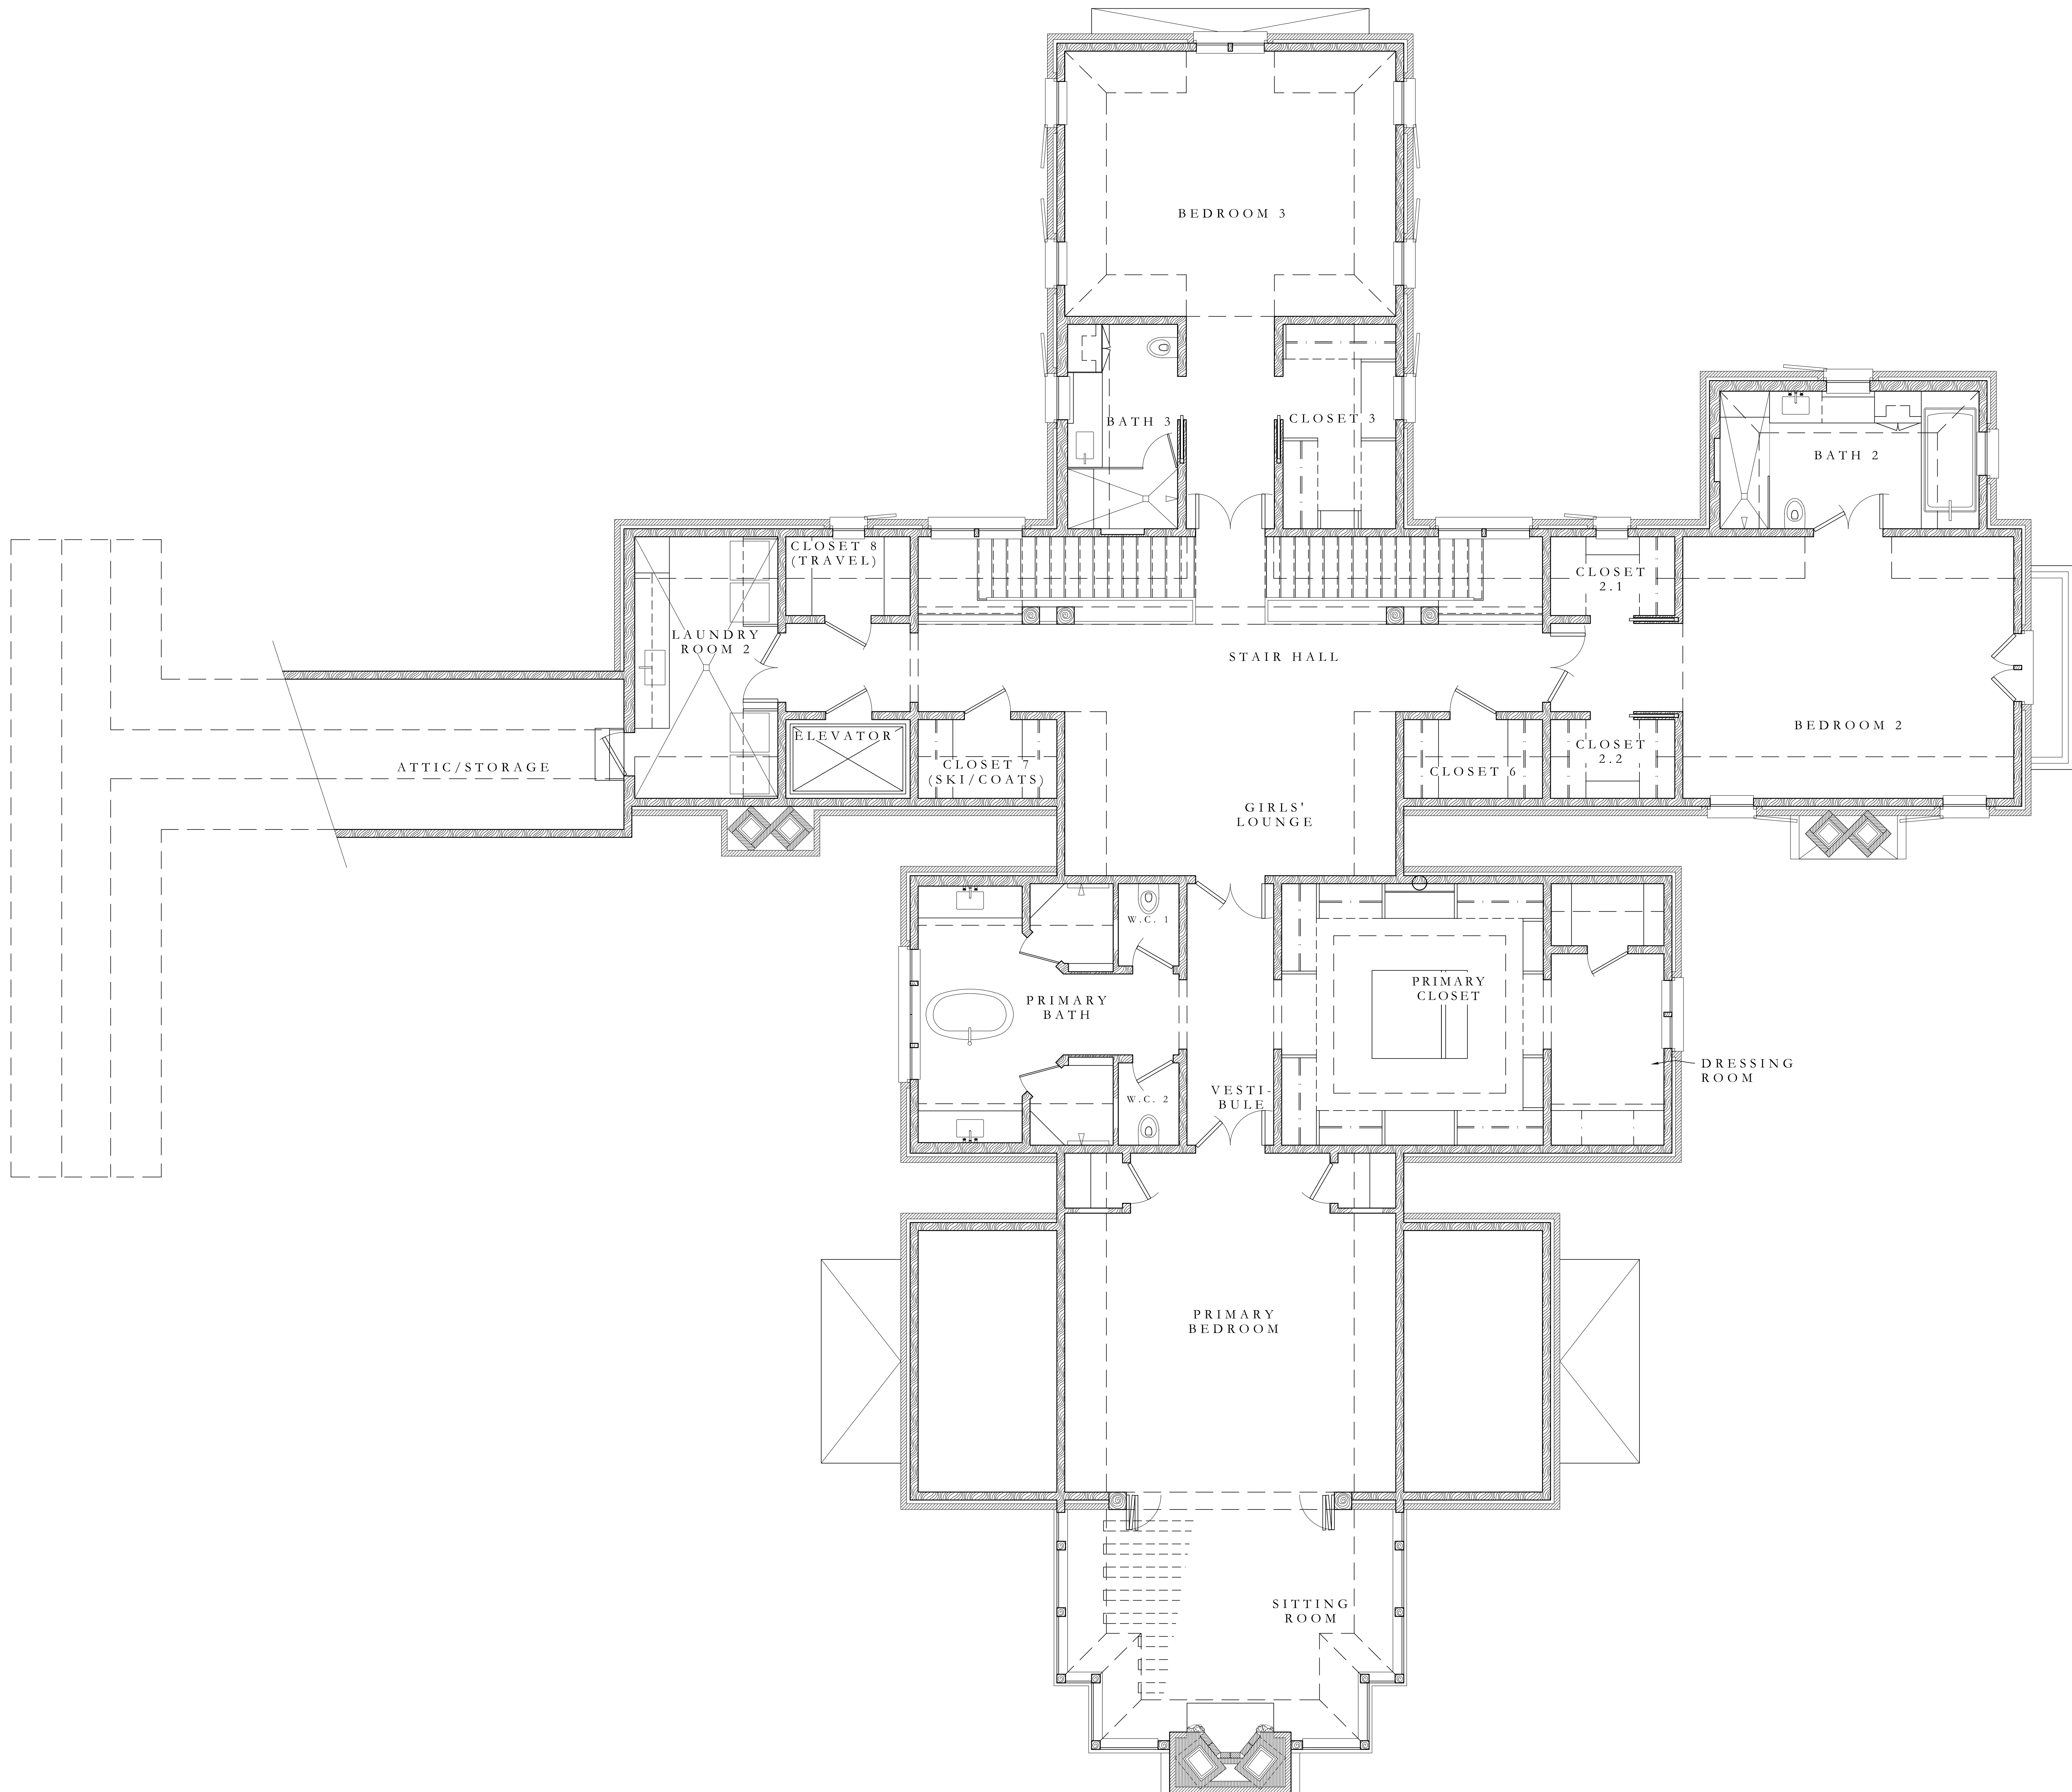 BEDROOM 3
BATH 3
CLOSET 3
BATH 2
CLOSET 8
(TRAVEL)
CLOSET
2.1
LAUNDRY
ROOM 2
STAIR HALL
BEDROOM 2
ELEVATOR
CLOSET 7
(SKI/COATS)
CLOSET 6
CLOSET
2.2
ATTIC/STORAGE
GIRLS'
LOUNGE
W.C. 1
PRIMARY
BATH
PRIMARY
CLOSET
DRESSING
ROOM
VESTI-
BULE
W.C. 2
PRIMARY
BEDROOM
SITTING
ROOM